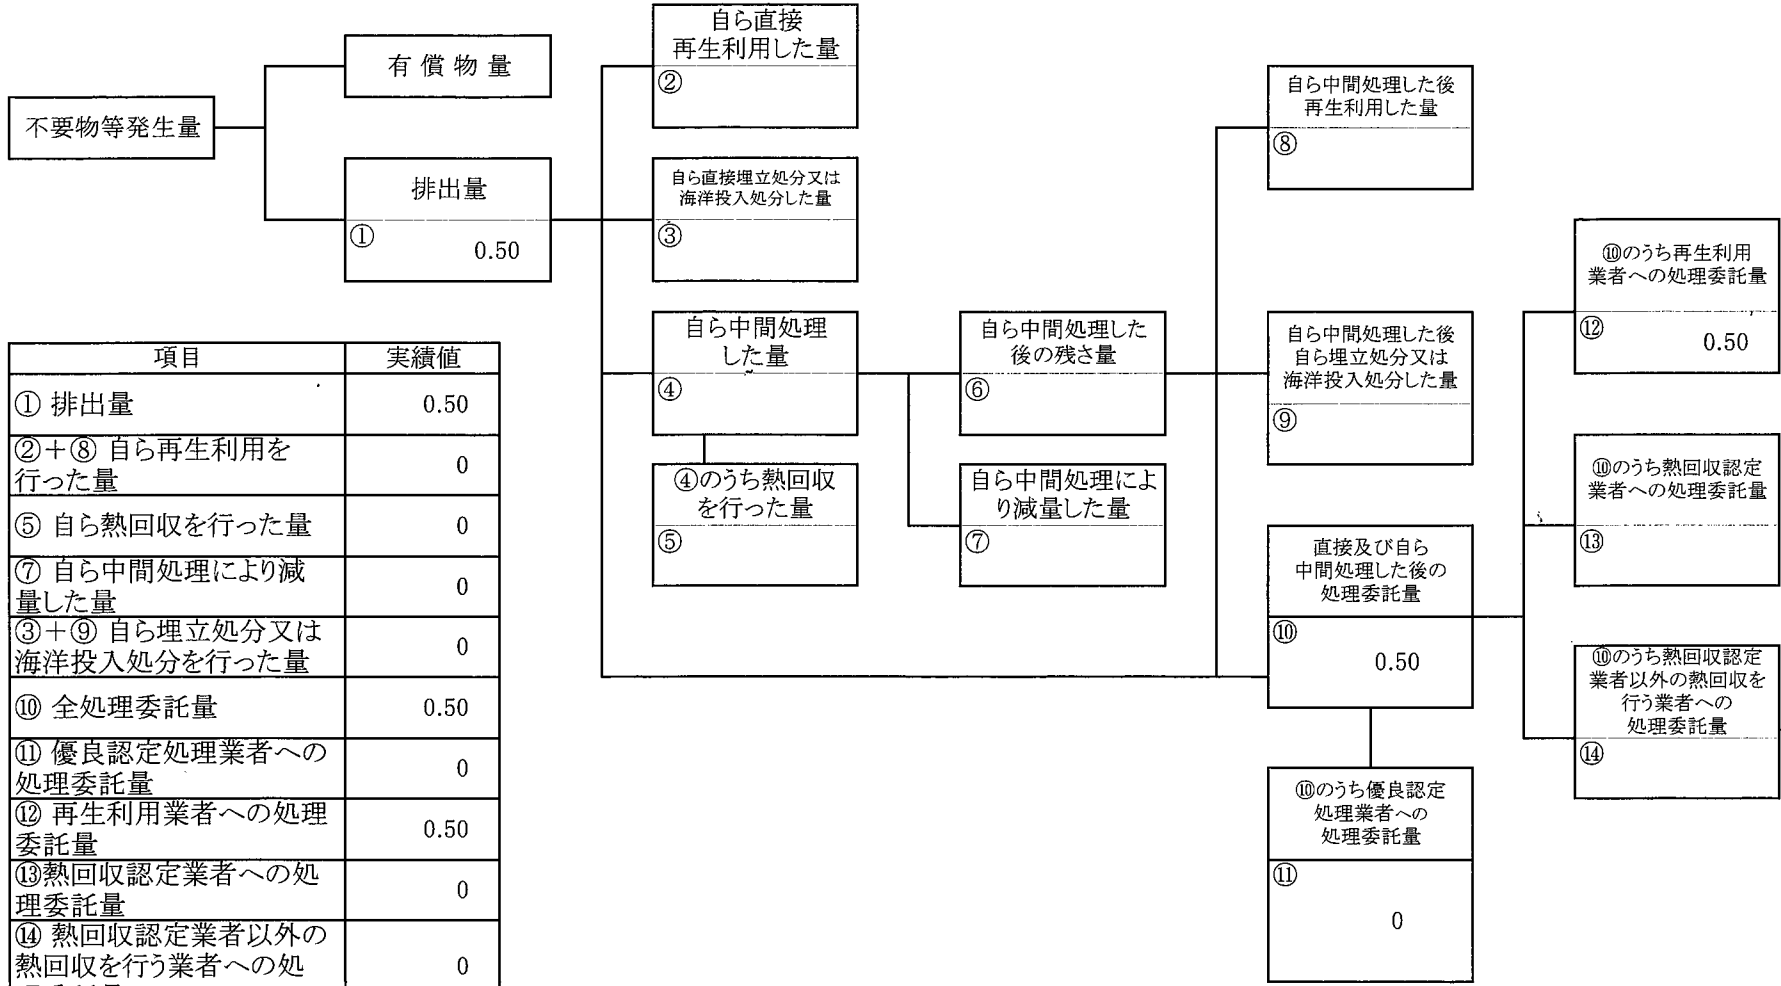 不要物等発生量
有 償 物 量
排出量
①
0.50
自ら直接
再生利用した量
②
自ら直接埋立処分又は
海洋投入処分した量
③
自ら中間処理
した量
④
④のうち熱回収
を行った量
⑤
自ら中間処理した
後の残さ量
⑥
自ら中間処理によ
り減量した量
⑦
自ら中間処理した後
再生利用した量
⑧
自ら中間処理した後
自ら埋立処分又は
海洋投入処分した量
⑨
直接及び自ら
中間処理した後の
処理委託量
⑩
0.50
⑩のうち優良認定
処理業者への
処理委託量
⑪
0
⑩のうち再生利用
業者への処理委託量
⑫
0.50
⑩のうち熱回収認定
業者への処理委託量
⑬
⑩のうち熱回収認定
業者以外の熱回収を
行う業者への
処理委託量
⑭
項目 実績値
① 排出量 0.50
②+⑧ 自ら再生利用を
行った量 0
⑤ 自ら熱回収を行った量 0
⑦ 自ら中間処理により減
量した量 0
③+⑨ 自ら埋立処分又は
海洋投入処分を行った量 0
⑩ 全処理委託量 0.50
⑪ 優良認定処理業者への
処理委託量 0
⑫ 再生利用業者への処理
委託量 0.50
⑬熱回収認定業者への処
理委託量 0
⑭ 熱回収認定業者以外の
熱回収を行う業者への処 0